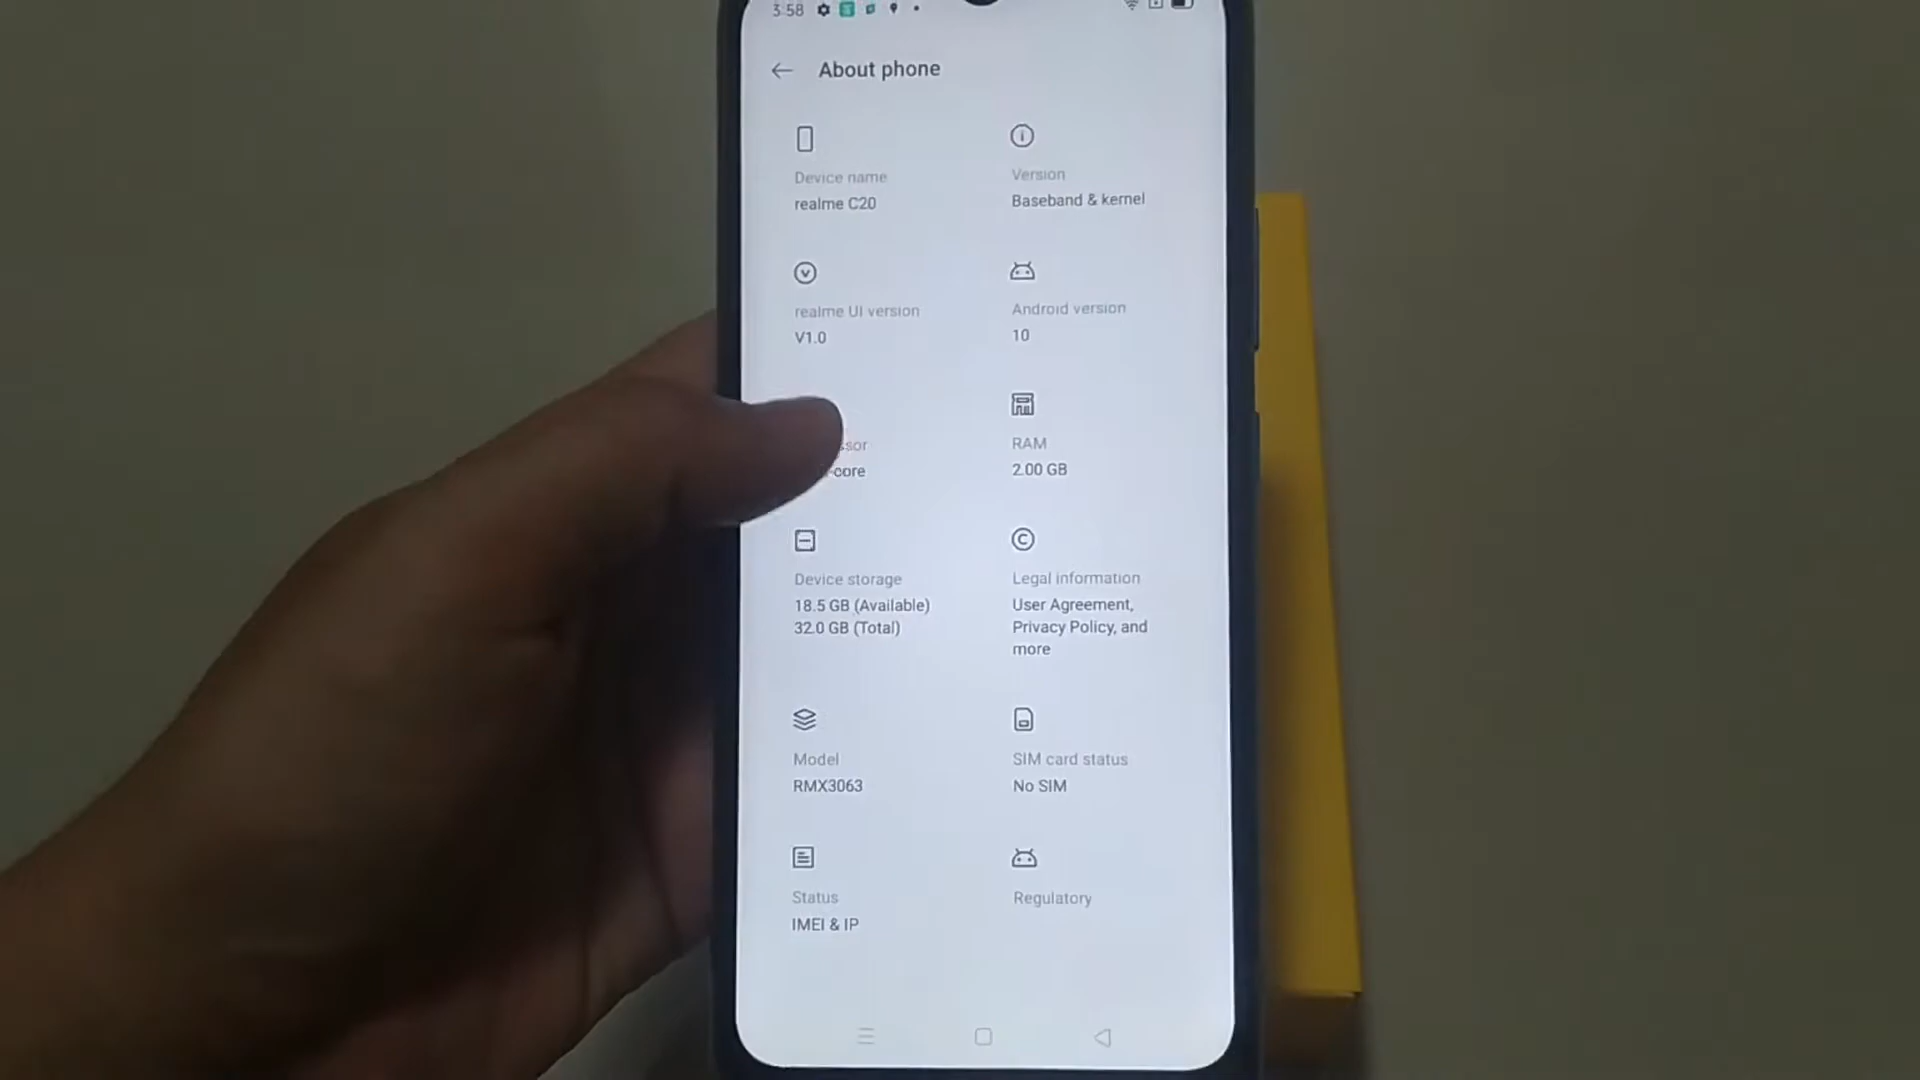 3:58
About phone
Device name
realme C20
Version
Baseband & kernel
realme UI version
V1.0
Android version
10
-core
RAM
2.00 GB
Device storage
18.5 GB (Available)
32.0 GB (Total)
Legal information
User Agreement,
Privacy Policy, and
more
Model
RMX3063
SIM card status
No SIM
Status
IMEI & IP
Regulatory